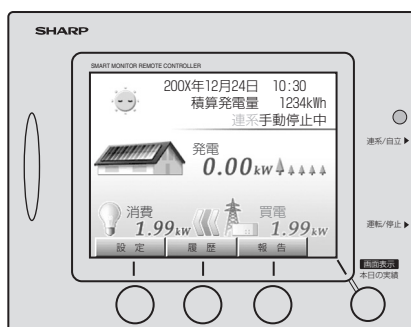 SHARP
SMART MONITOR REMOTE CONTROLLER
200X年12月24日 10:30
積算発電量 1234kWh
連系手動停止中
発電
0.00kW
消費
1.99kW
買電
1.99kW
設定
履歴
報告
連系/自立▶
運転/停止▶
画面表示
本日の実績